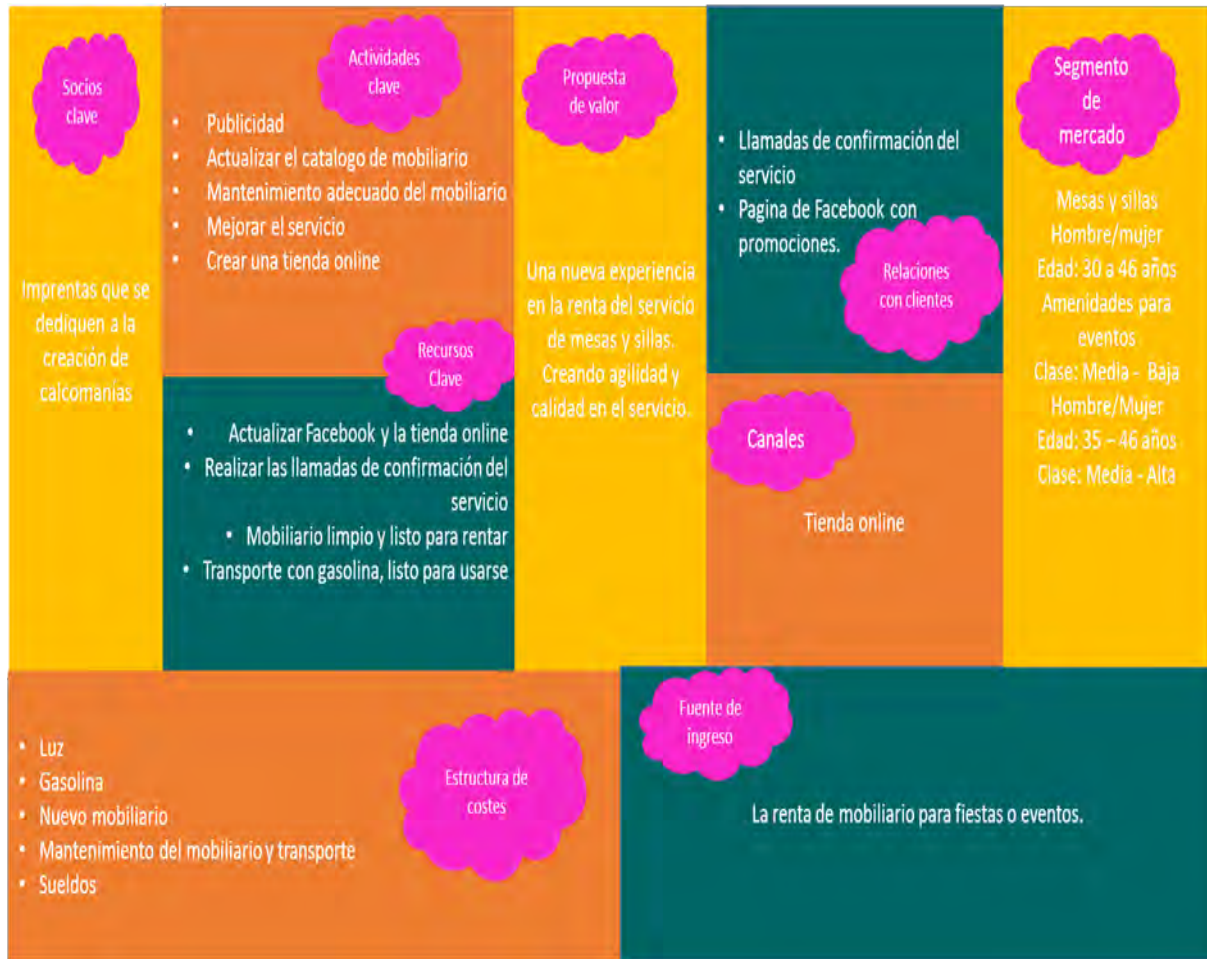 Socios
clave
Imprentas que se
dediquen a la
creación de
calcomanías
Actividades
clave
• Publicidad
• Actualizar el catalogo de mobiliario
• Mantenimiento adecuado del mobiliario
• Mejorar el servicio
• Crear una tienda online
Recursos
Clave
• Actualizar Facebook y la tienda online
• Realizar las llamadas de confirmación del
servicio
• Mobiliario limpio y listo para rentar
• Transporte con gasolina, listo para usarse
Propuesta
de valor
Una nueva experiencia
en la renta del servicio
de mesas y sillas.
Creando agilidad y
calidad en el servicio.
• Llamadas de confirmación del
servicio
• Pagina de Facebook con
promociones.
Relaciones
con clientes
Canales
Tienda online
Segmento
de
mercado
Mesas y sillas
Hombre/mujer
Edad: 30 a 46 años
Amenidades para
eventos
Clase: Media - Baja
Hombre/Mujer
Edad: 35 – 46 años
Clase: Media - Alta
• Luz
• Gasolina
• Nuevo mobiliario
• Mantenimiento del mobiliario y transporte
• Sueldos
Estructura de
costes
Fuente de
ingreso
La renta de mobiliario para fiestas o eventos.